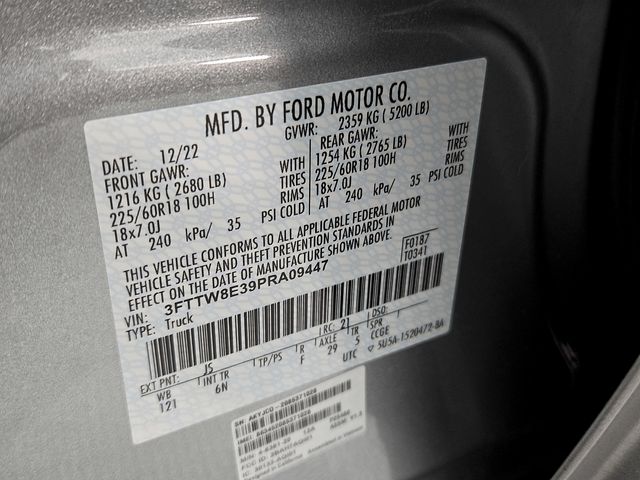 MFD. BY FORD MOTOR CO.
DATE: 12/22 GVWR: 2359 KG ( 5200 LB)
FRONT GAWR: REAR GAWR:
1216 KG ( 2680 LB) WITH 1254 KG ( 2765 LB) WITH
225/60R18 100H TIRES 225/60R18 100H TIRES
18x7.0J RIMS 18x7.0J RIMS
AT 240 kPa/ 35 PSI COLD AT 240 kPa/ 35 PSI COLD
THIS VEHICLE CONFORMS TO ALL APPLICABLE FEDERAL MOTOR
VEHICLE SAFETY AND THEFT PREVENTION STANDARDS IN
EFFECT ON THE DATE OF MANUFACTURE SHOWN ABOVE.
VIN: 3FTTW8E39PRA09447 F0187
TYPE: Truck T0341
EXT PNT: J5 RC: 2 DSO:
WB INT TR TP/PS R AXLE TR SPR
121 6N F 29 5 CCGE
UTC ▽ 5U5A-1520472-BA